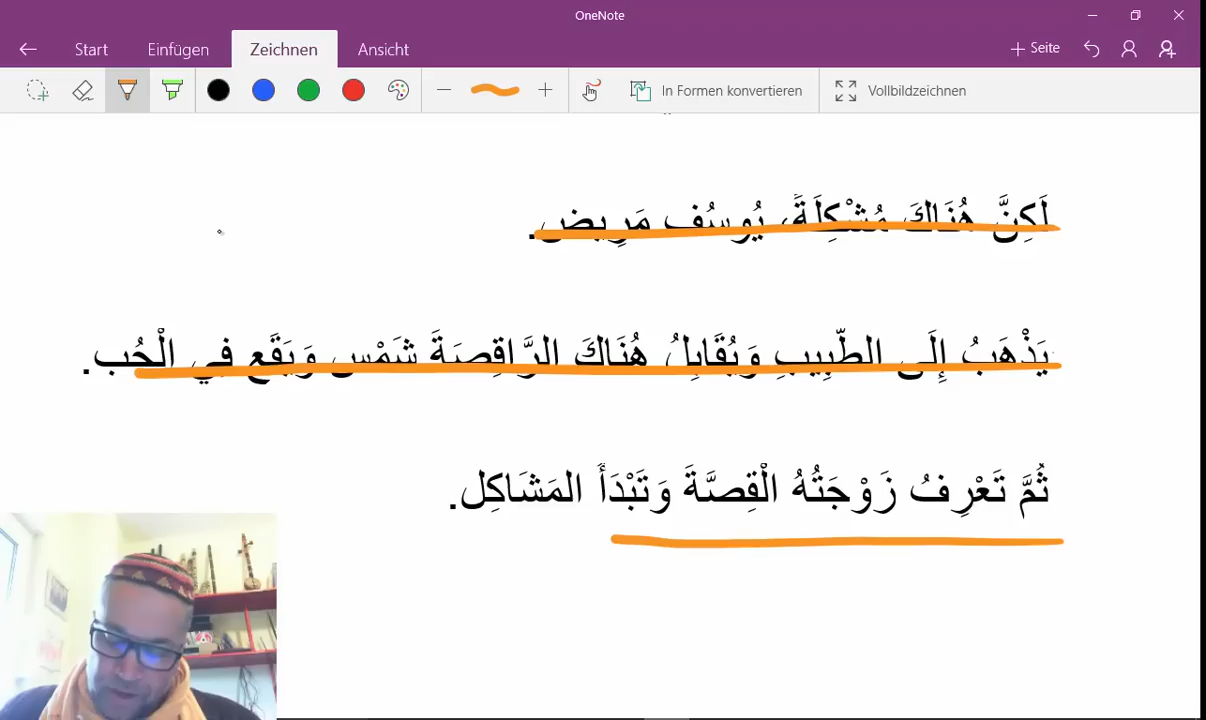 OneNote
Start
Einfügen
Zeichnen
Ansicht
Seite
In Formen konvertieren
Vollbildzeichnen
لَكِنَّ هُنَاكَ مُشْكِلَةً، يُوسُف مَرِيض.
يَذْهَبُ إِلَى الطَّبِيبِ وَيُقَابِلُ هُنَاكَ الرَّاقِصَةَ شَمْس وَيَقَع فِي الْحُب.
ثُمَّ تَعْرِفُ زَوْجَتُهُ الْقِصَّةَ وَتَبْدَأَ المَشَاكِل.